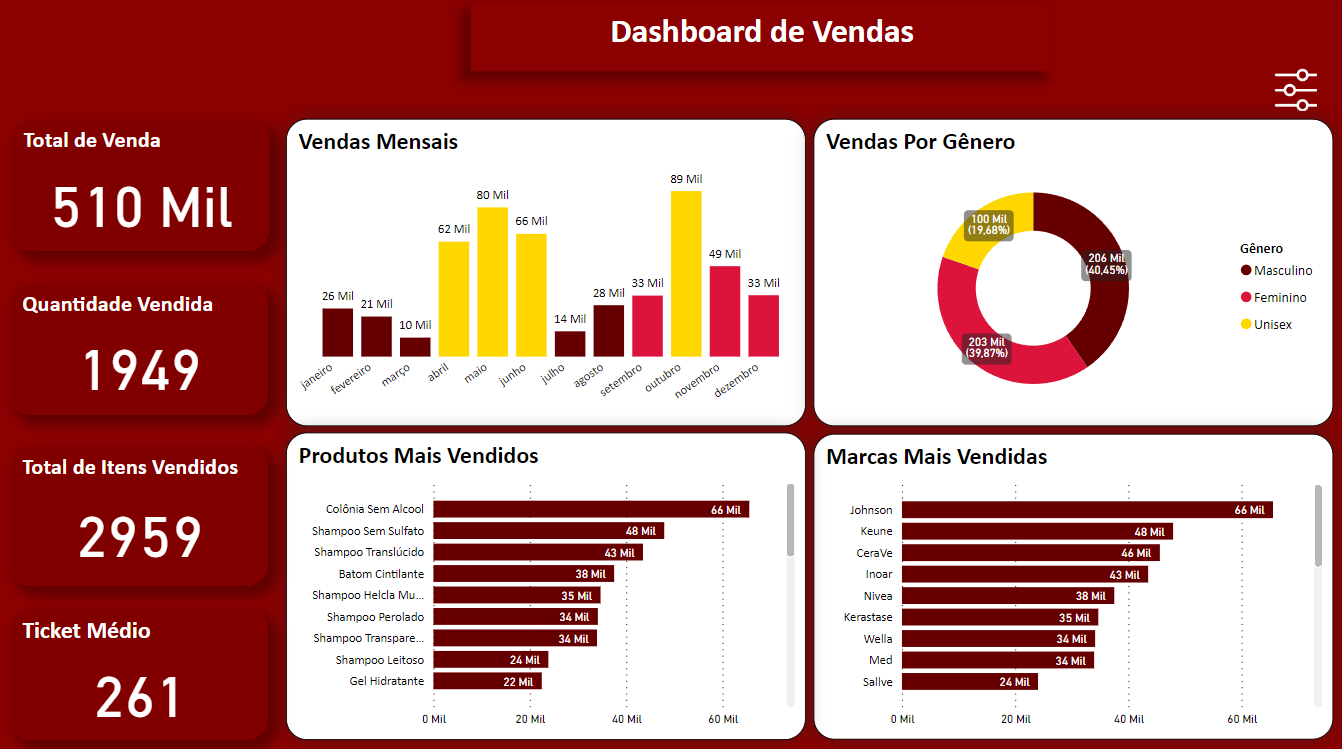 Dashboard de Vendas
Total de Venda
510 Mil
Quantidade Vendida
1949
Total de Itens Vendidos
2959
Ticket Médio
261
Vendas Mensais
89 Mil
80 Mil
66 Mil
62 Mil
49 Mil
33 Mil
33 Mil
28 Mil
26 Mil
21 Mil
14 Mil
10 Mil
janeiro
fevereiro
março
abril
maio
junho
julho
agosto
setembro
outubro
novembro
dezembro
Vendas Por Gênero
100 Mil
(19,68%)
206 Mil
(40,45%)
203 Mil
(39,87%)
Gênero
Masculino
Feminino
Unisex
Produtos Mais Vendidos
Colônia Sem Alcool 66 Mil
Shampoo Sem Sulfato 48 Mil
Shampoo Translúcido 43 Mil
Batom Cintilante 38 Mil
Shampoo Helcla Mu... 35 Mil
Shampoo Perolado 34 Mil
Shampoo Transpare... 34 Mil
Shampoo Leitoso 24 Mil
Gel Hidratante 22 Mil
0 Mil 20 Mil 40 Mil 60 Mil
Marcas Mais Vendidas
Johnson 66 Mil
Keune 48 Mil
CeraVe 46 Mil
Inoar 43 Mil
Nivea 38 Mil
Kerastase 35 Mil
Wella 34 Mil
Med 34 Mil
Sallve 24 Mil
0 Mil 20 Mil 40 Mil 60 Mil